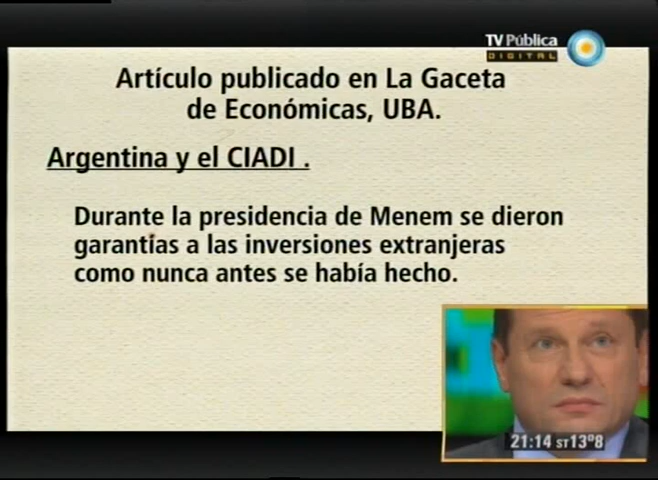 TV Pública
DIGITAL
Artículo publicado en La Gaceta
de Económicas, UBA.
Argentina y el CIADI .
Durante la presidencia de Menem se dieron
garantías a las inversiones extranjeras
como nunca antes se había hecho.
21:14 ST13º8